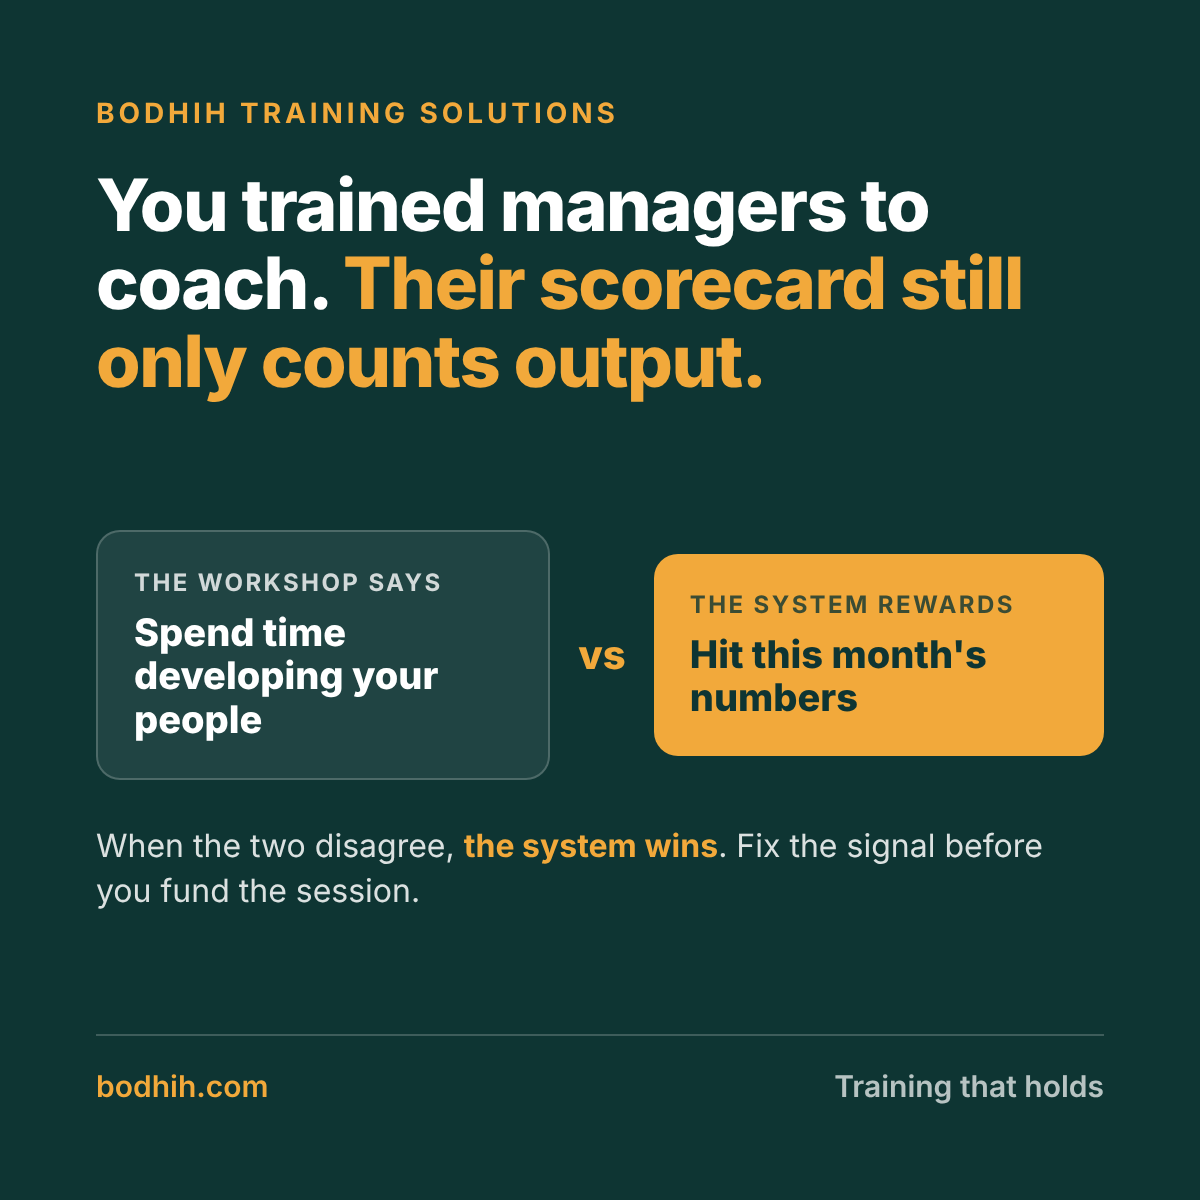 BODHIH TRAINING SOLUTIONS
You trained managers to
coach. Their scorecard still
only counts output.
THE WORKSHOP SAYS
Spend time
developing your
people
vs
THE SYSTEM REWARDS
Hit this month's
numbers
When the two disagree, the system wins. Fix the signal before
you fund the session.
bodhih.com
Training that holds